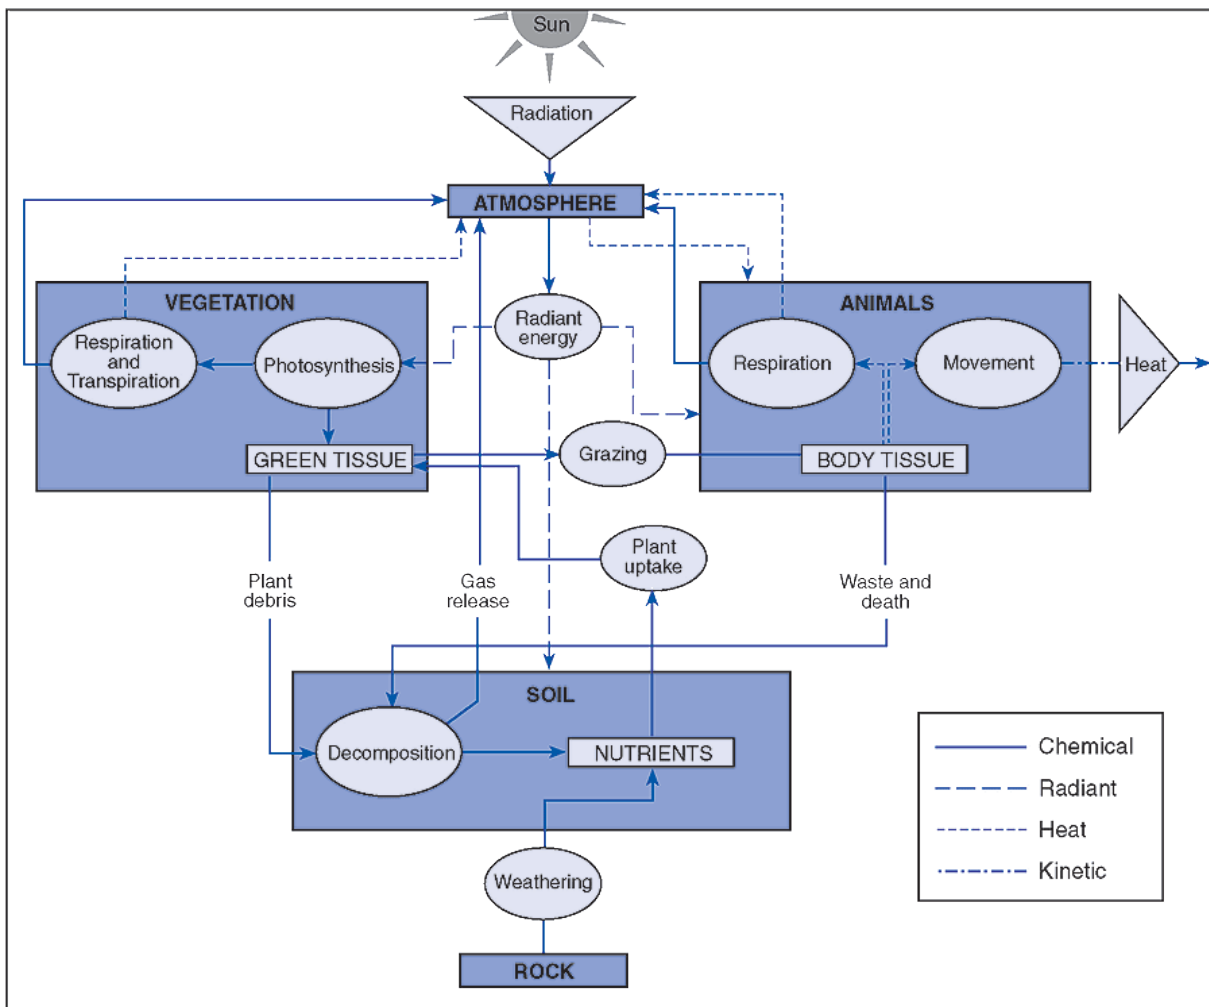 Sun
Radiation
ATMOSPHERE
VEGETATION
Respiration
and
Transpiration
Photosynthesis
GREEN TISSUE
Radiant
energy
ANIMALS
Respiration
Movement
Heat
Grazing
BODY TISSUE
Plant
uptake
Plant
debris
Gas
release
Waste and
death
SOIL
Decomposition
NUTRIENTS
Weathering
ROCK
Chemical
Radiant
Heat
Kinetic